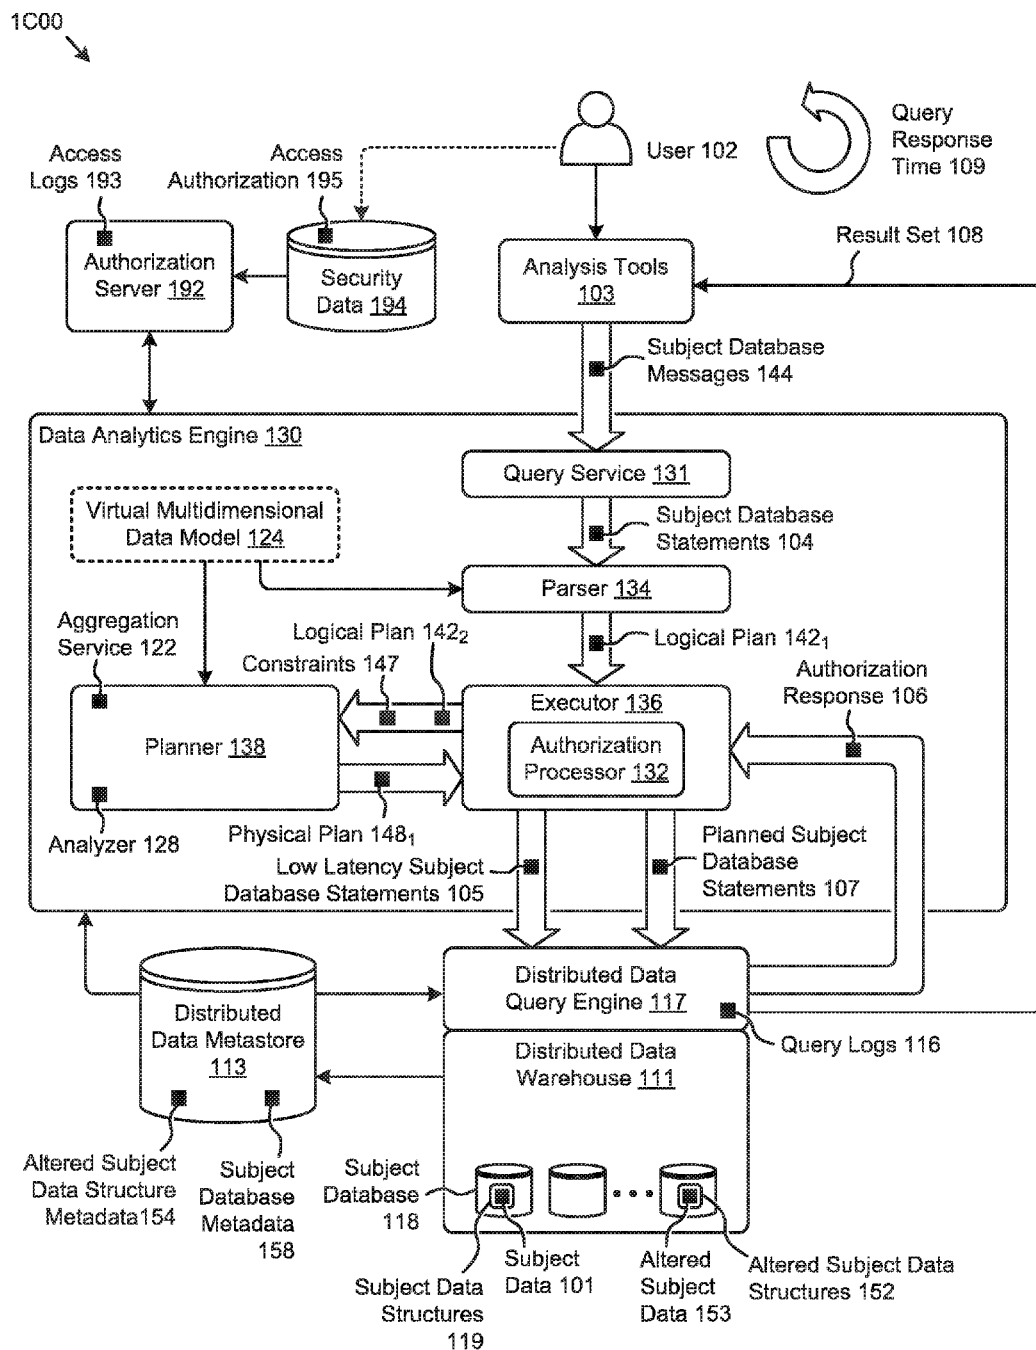 1C00
Query
Response
Time 109
User 102
Access
Logs 193
Access
Authorization 195
Result Set 108
Authorization
Server 192
Security
Data 194
Analysis Tools
103
Subject Database
Messages 144
Data Analytics Engine 130
Query Service 131
Virtual Multidimensional
Data Model 124
Subject Database
Statements 104
Parser 134
Aggregation
Service 122
Logical Plan 142₂
Constraints 147
Logical Plan 142₁
Authorization
Response 106
Executor 136
Planner 138
Authorization
Processor 132
Analyzer 128
Physical Plan 148₁
Low Latency Subject
Database Statements 105
Planned Subject
Database
Statements 107
Distributed Data
Query Engine 117
Distributed
Data Metastore
113
Query Logs 116
Distributed Data
Warehouse 111
Altered Subject
Data Structure
Metadata154
Subject
Database
Metadata
158
Subject
Database
118
Subject Data
Structures
119
Subject
Data 101
Altered
Subject
Data 153
Altered Subject Data
Structures 152